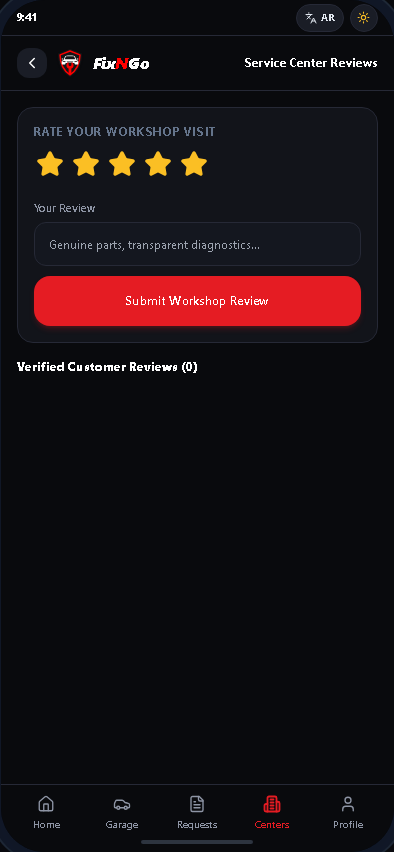 9:41
AR
FixNGo
Service Center Reviews
RATE YOUR WORKSHOP VISIT
Your Review
Genuine parts, transparent diagnostics...
Submit Workshop Review
Verified Customer Reviews (0)
Home
Garage
Requests
Centers
Profile